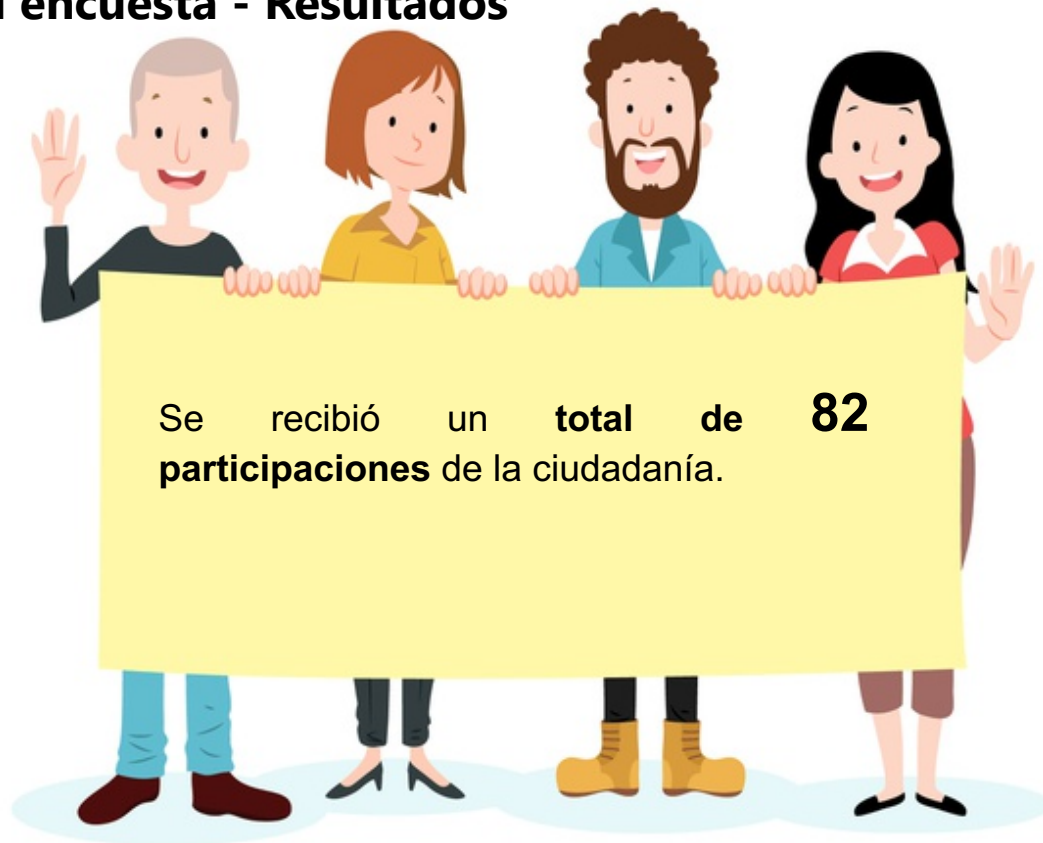 encuesta - Resultados
Se recibió un total de 82
participaciones de la ciudadanía.